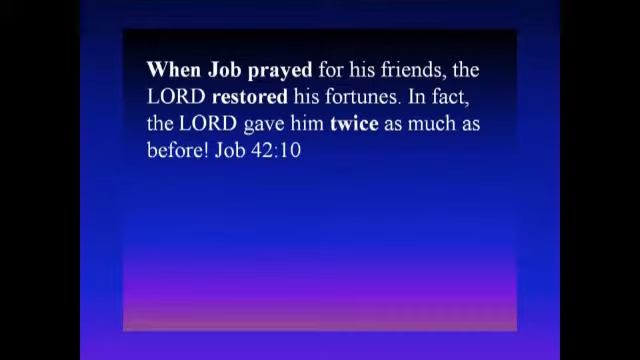 When Job prayed for his friends, the
LORD restored his fortunes. In fact,
the LORD gave him twice as much as
before! Job 42:10